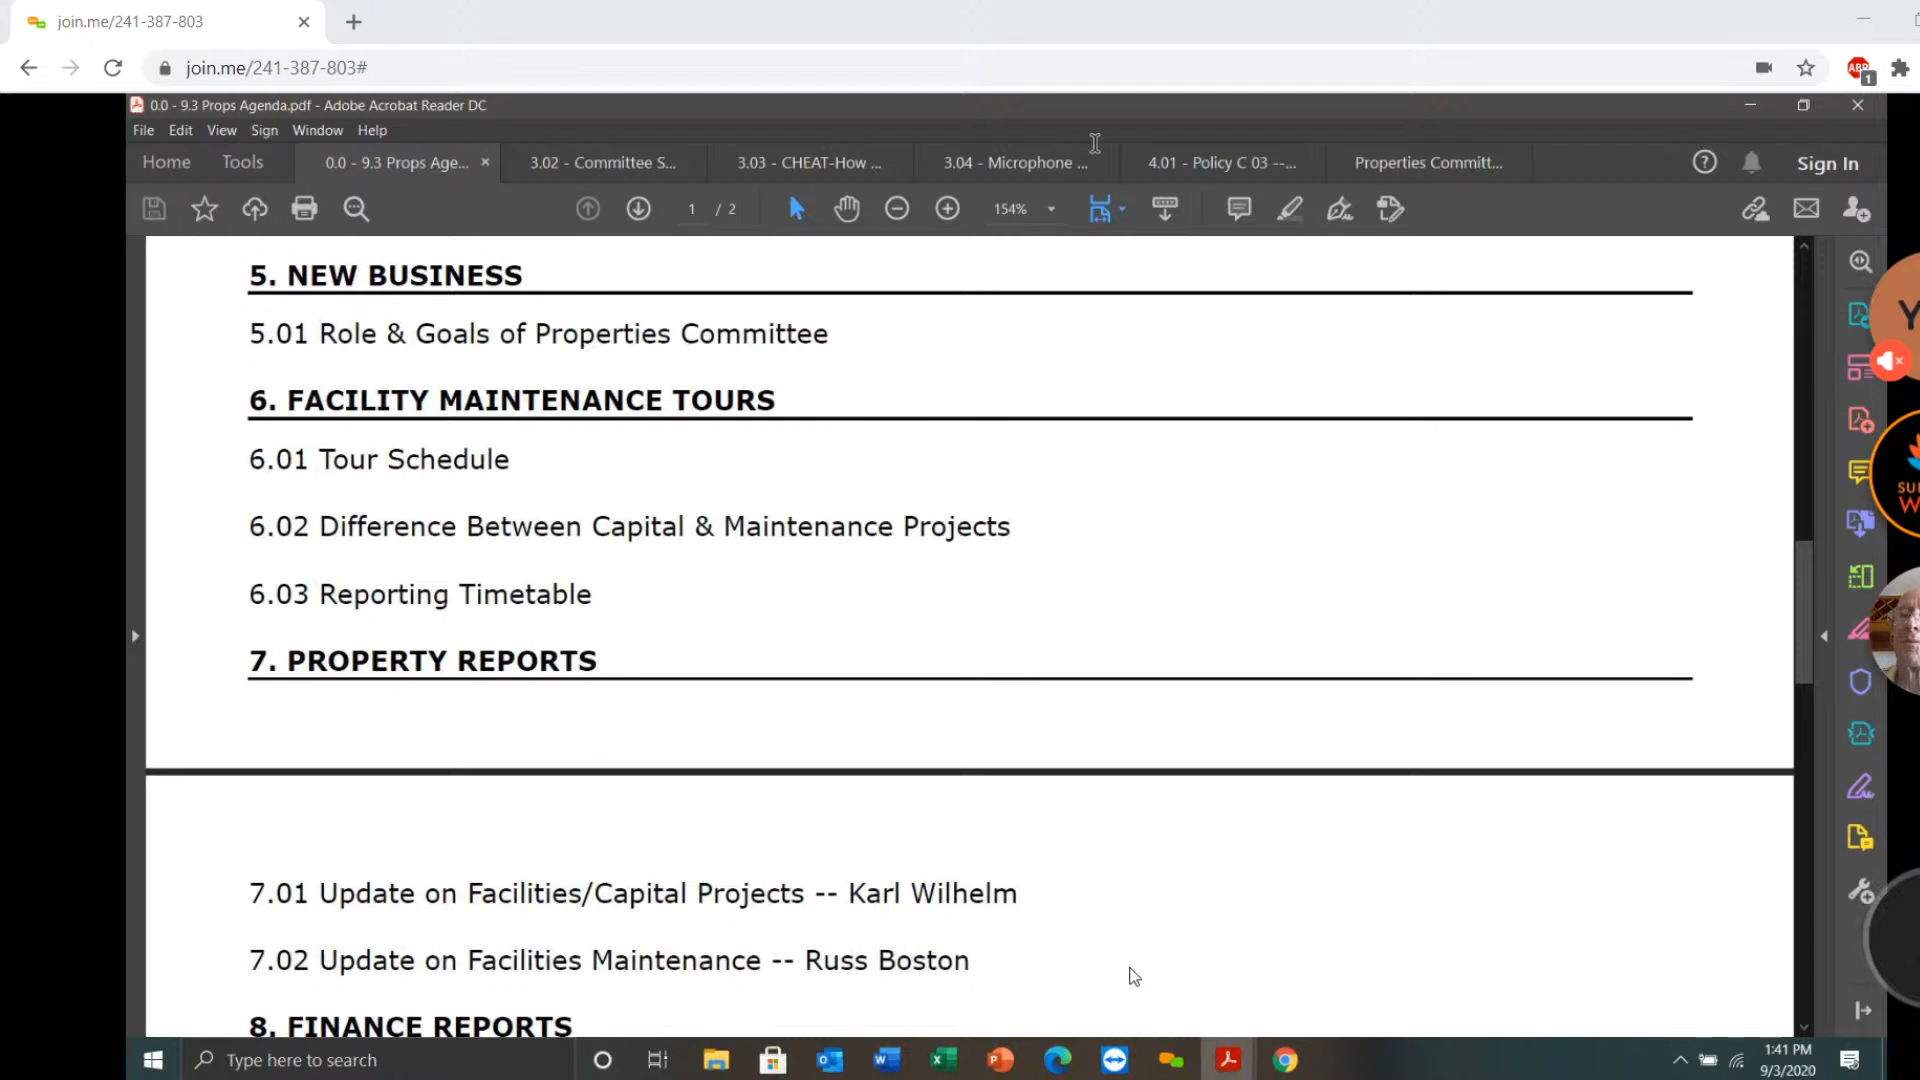 join.me/241-387-803
join.me/241-387-803#
ABP
1
0.0 - 9.3 Props Agenda.pdf - Adobe Acrobat Reader DC
File Edit View Sign Window Help
Home Tools 0.0 - 9.3 Props Age... 3.02 - Committee S... 3.03 - CHEAT-How ... 3.04 - Microphone ... 4.01 - Policy C 03 --... Properties Committ... Sign In
1 / 2 154%
5. NEW BUSINESS
5.01 Role & Goals of Properties Committee
6. FACILITY MAINTENANCE TOURS
6.01 Tour Schedule
6.02 Difference Between Capital & Maintenance Projects
6.03 Reporting Timetable
7. PROPERTY REPORTS
7.01 Update on Facilities/Capital Projects -- Karl Wilhelm
7.02 Update on Facilities Maintenance -- Russ Boston
8. FINANCE REPORTS
Y
Type here to search
1:41 PM
9/3/2020